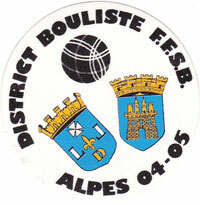 DISTRICT BOULISTE F.F.S.B.
ALPES 04-05